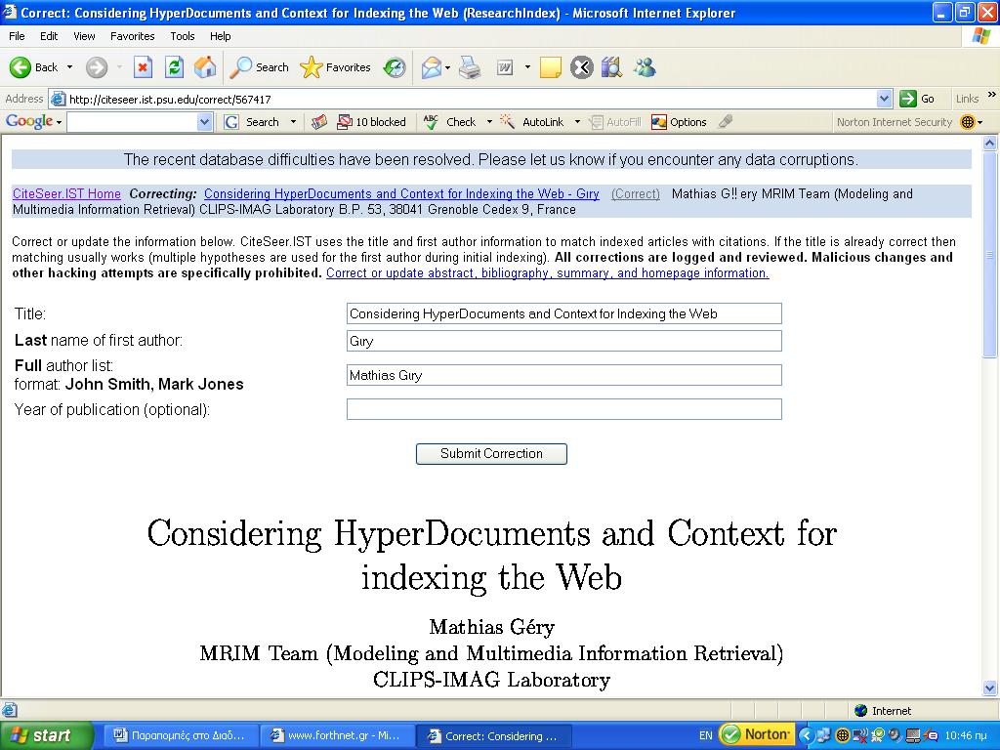 Correct: Considering HyperDocuments and Context for Indexing the Web (ResearchIndex) - Microsoft Internet Explorer
File Edit View Favorites Tools Help
Back Search Favorites
Address http://citeseer.ist.psu.edu/correct/567417 Go Links »
Google Search 10 blocked ABC Check AutoLink AutoFill Options Norton Internet Security
The recent database difficulties have been resolved. Please let us know if you encounter any data corruptions.
CiteSeer.IST Home Correcting: Considering HyperDocuments and Context for Indexing the Web - Giry (Correct) Mathias G!! ery MRIM Team (Modeling and
Multimedia Information Retrieval) CLIPS-IMAG Laboratory B.P. 53, 38041 Grenoble Cedex 9, France
Correct or update the information below. CiteSeer.IST uses the title and first author information to match indexed articles with citations. If the title is already correct then
matching usually works (multiple hypotheses are used for the first author during initial indexing). All corrections are logged and reviewed. Malicious changes and
other hacking attempts are specifically prohibited. Correct or update abstract, bibliography, summary, and homepage information.
Title: Considering HyperDocuments and Context for Indexing the Web
Last name of first author: Giry
Full author list:
format: John Smith, Mark Jones Mathias Giry
Year of publication (optional):
Submit Correction
Considering HyperDocuments and Context for
indexing the Web
Mathias Géry
MRIM Team (Modeling and Multimedia Information Retrieval)
CLIPS-IMAG Laboratory
Internet
start Παραπομπές στο Διαδ... www.forthnet.gr - Mi... Correct: Considering ... EN Norton 10:46 πμ